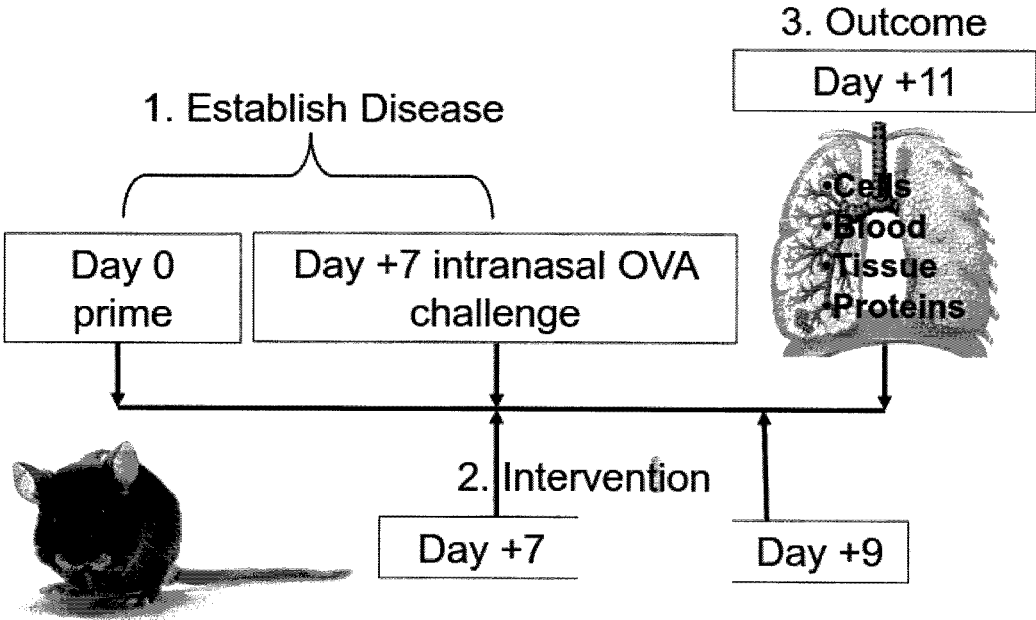 3. Outcome
Day +11
1. Establish Disease
•Cells
•Blood
•Tissue
•Proteins
Day 0
prime
Day +7 intranasal OVA
challenge
2. Intervention
Day +7
Day +9